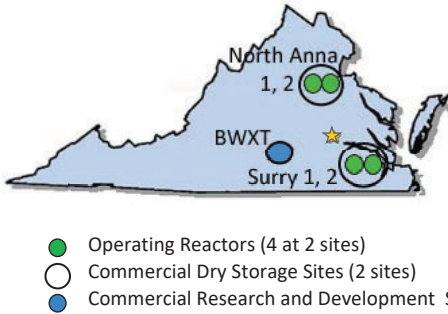 North Anna
1, 2
BWXT
Surry 1, 2
Operating Reactors (4 at 2 sites)
Commercial Dry Storage Sites (2 sites)
Commercial Research and Development